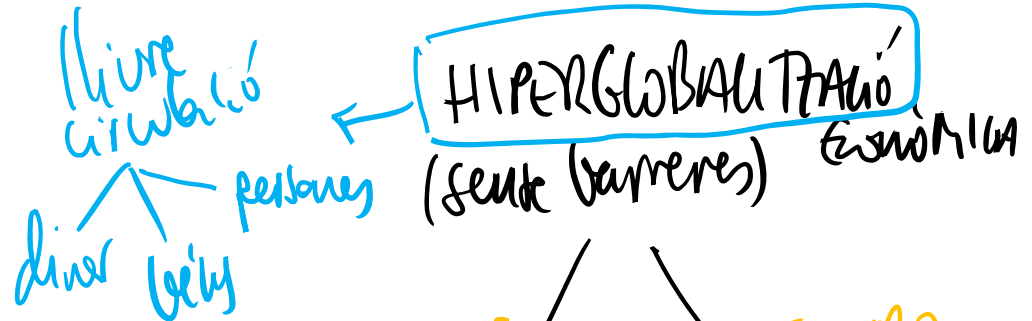 lliure
circulació
diner
béns
persones
HIPERGLOBALITZACIÓ
ECONÒMICA
(sense barreres)